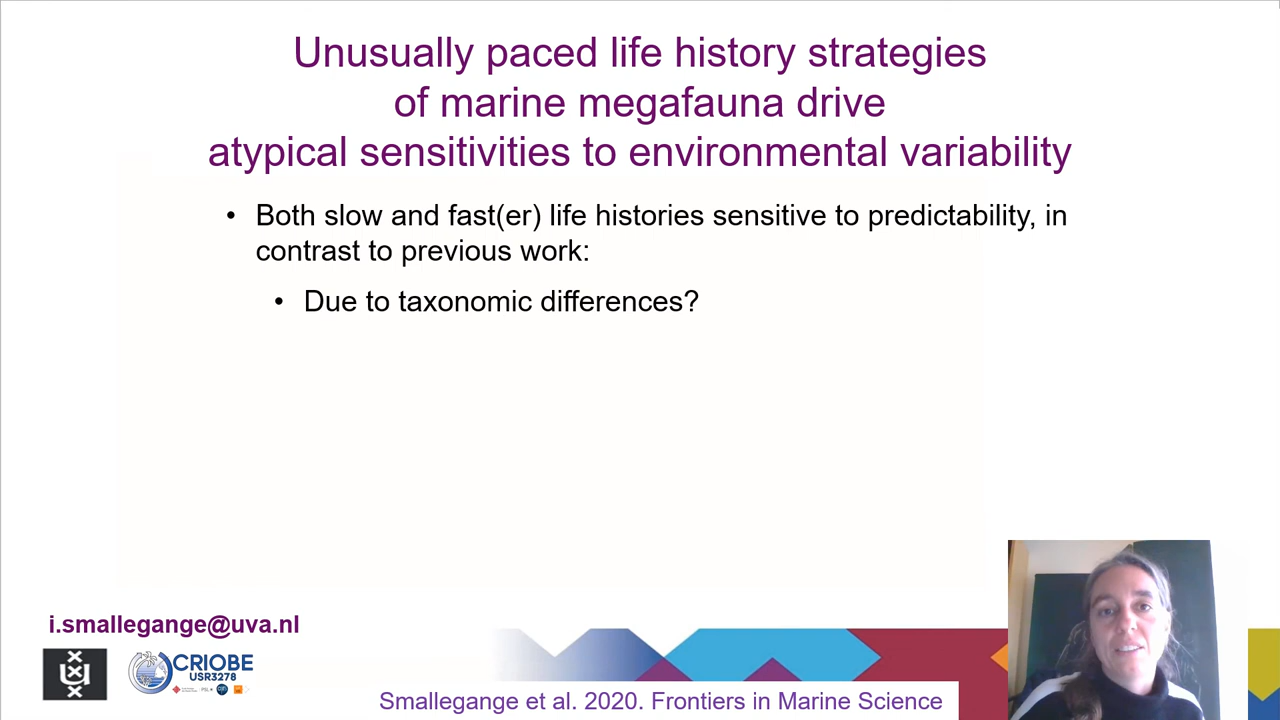 Unusually paced life history strategies
of marine megafauna drive
atypical sensitivities to environmental variability
• Both slow and fast(er) life histories sensitive to predictability, in
contrast to previous work:
• Due to taxonomic differences?
i.smallegange@uva.nl
CRIOBE
USR3278
PSL
Smallegange et al. 2020. Frontiers in Marine Science